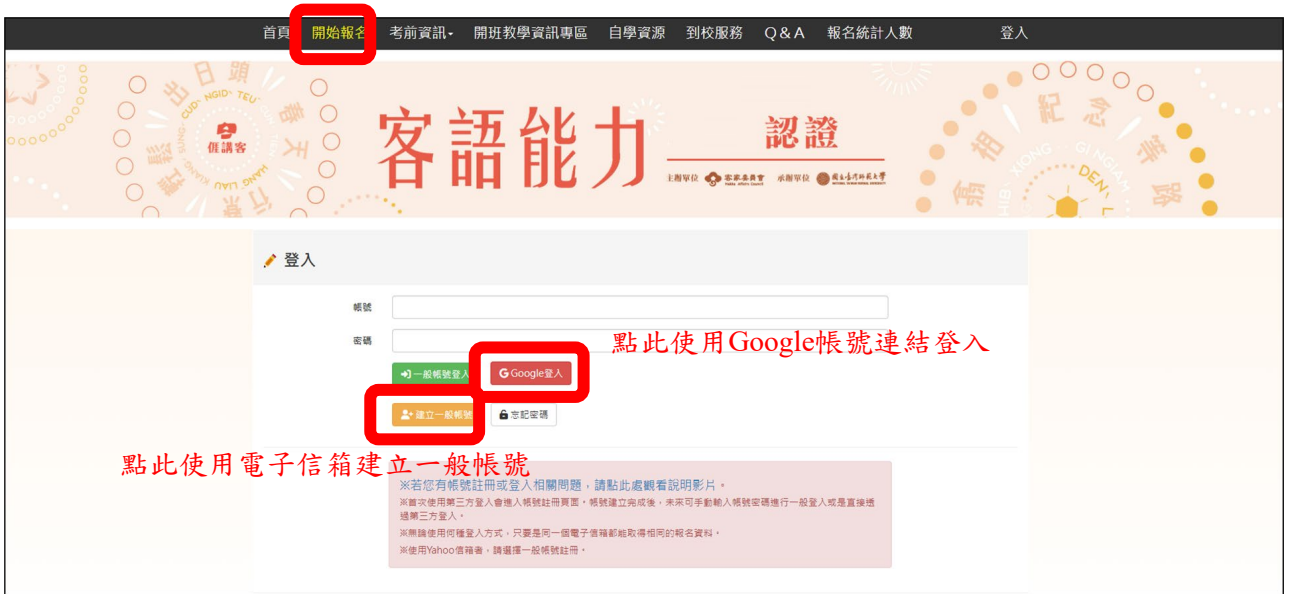 首頁 開始報名 考前資訊 開班教學資訊專區 自學資源 到校服務 Q&A 報名統計人數 登入
客語能力 認證
𠊎講客
主辦單位 客家委員會 承辦單位 國立臺灣師範大學
登入
帳號
密碼
點此使用Google帳號連結登入
一般帳號登入 Google登入
建立一般帳號 忘記密碼
點此使用電子信箱建立一般帳號
※若您有帳號註冊或登入相關問題,請點此處觀看說明影片。
※首次使用第三方登入會進入帳號註冊頁面。帳號建立完成後,未來可手動輸入帳號密碼進行一般登入或是直接透
過第三方登入。
※無論使用何種登入方式,只要是同一個電子信箱都能取得相同的報名資料。
※使用Yahoo信箱者,請選擇一般帳號註冊。